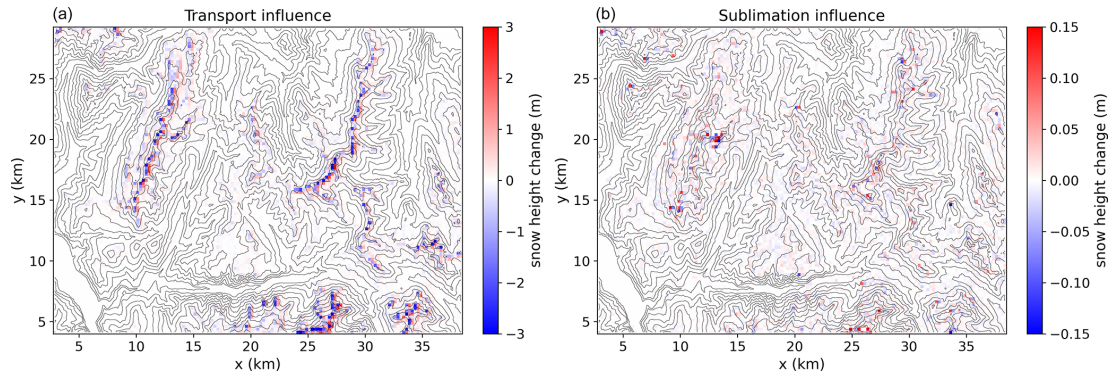 (a) Transport influence
25
20
15
10
5
y (km)
5 10 15 20 25 30 35
x (km)
3
2
1
0
−1
−2
−3
snow height change (m)
(b) Sublimation influence
25
20
15
10
5
y (km)
5 10 15 20 25 30 35
x (km)
0.15
0.10
0.05
0.00
−0.05
−0.10
−0.15
snow height change (m)